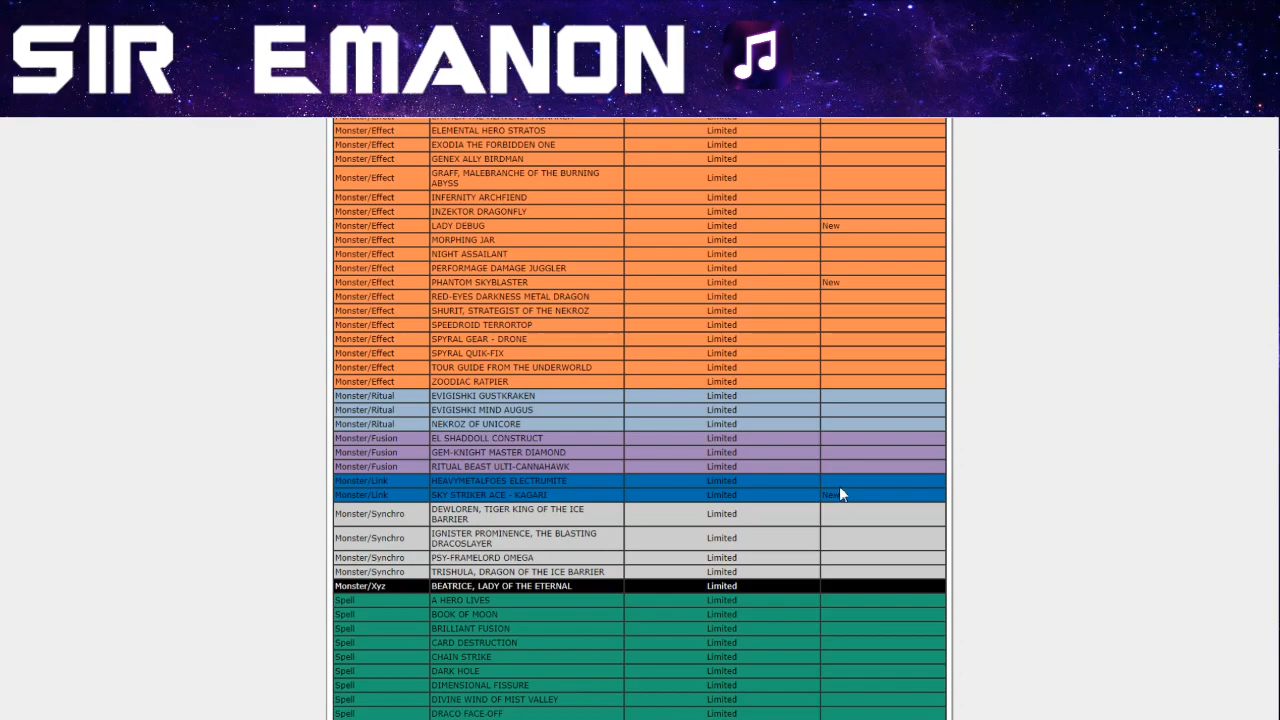 SIR EMANON
Monster/Effect ELEMENTAL HERO STRATOS Limited
Monster/Effect EXODIA THE FORBIDDEN ONE Limited
Monster/Effect GENEX ALLY BIRDMAN Limited
Monster/Effect GRAFF, MALEBRANCHE OF THE BURNING
ABYSS Limited
Monster/Effect INFERNITY ARCHFIEND Limited
Monster/Effect INZEKTOR DRAGONFLY Limited
Monster/Effect LADY DEBUG Limited New
Monster/Effect MORPHING JAR Limited
Monster/Effect NIGHT ASSAILANT Limited
Monster/Effect PERFORMAGE DAMAGE JUGGLER Limited
Monster/Effect PHANTOM SKYBLASTER Limited New
Monster/Effect RED-EYES DARKNESS METAL DRAGON Limited
Monster/Effect SHURIT, STRATEGIST OF THE NEKROZ Limited
Monster/Effect SPEEDROID TERRORTOP Limited
Monster/Effect SPYRAL GEAR - DRONE Limited
Monster/Effect SPYRAL QUIK-FIX Limited
Monster/Effect TOUR GUIDE FROM THE UNDERWORLD Limited
Monster/Effect ZOODIAC RATPIER Limited
Monster/Ritual EVIGISHKI GUSTKRAKEN Limited
Monster/Ritual EVIGISHKI MIND AUGUS Limited
Monster/Ritual NEKROZ OF UNICORE Limited
Monster/Fusion EL SHADDOLL CONSTRUCT Limited
Monster/Fusion GEM-KNIGHT MASTER DIAMOND Limited
Monster/Fusion RITUAL BEAST ULTI-CANNAHAWK Limited
Monster/Link HEAVYMETALFOES ELECTRUMITE Limited
Monster/Link SKY STRIKER ACE - KAGARI Limited New
Monster/Synchro DEWLOREN, TIGER KING OF THE ICE
BARRIER Limited
Monster/Synchro IGNISTER PROMINENCE, THE BLASTING
DRACOSLAYER Limited
Monster/Synchro PSY-FRAMELORD OMEGA Limited
Monster/Synchro TRISHULA, DRAGON OF THE ICE BARRIER Limited
Monster/Xyz BEATRICE, LADY OF THE ETERNAL Limited
Spell A HERO LIVES Limited
Spell BOOK OF MOON Limited
Spell BRILLIANT FUSION Limited
Spell CARD DESTRUCTION Limited
Spell CHAIN STRIKE Limited
Spell DARK HOLE Limited
Spell DIMENSIONAL FISSURE Limited
Spell DIVINE WIND OF MIST VALLEY Limited
Spell DRACO FACE-OFF Limited